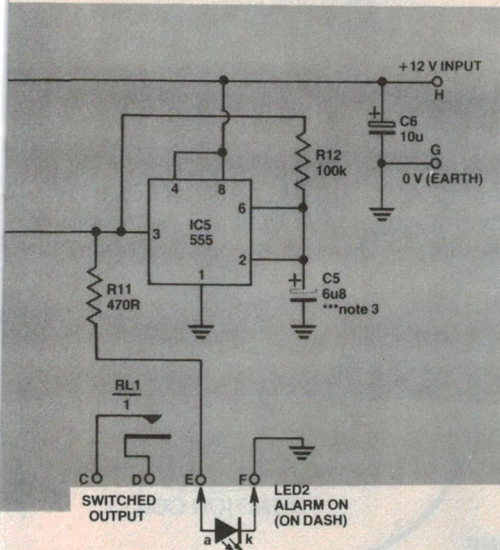 +12 V INPUT
H
C6
10u
G
0 V (EARTH)
R12
100k
4
8
6
IC5
555
3
2
1
C5
6u8
***note 3
R11
470R
RL1
1
C
D
E
F
SWITCHED
OUTPUT
LED2
ALARM ON
(ON DASH)
a
k